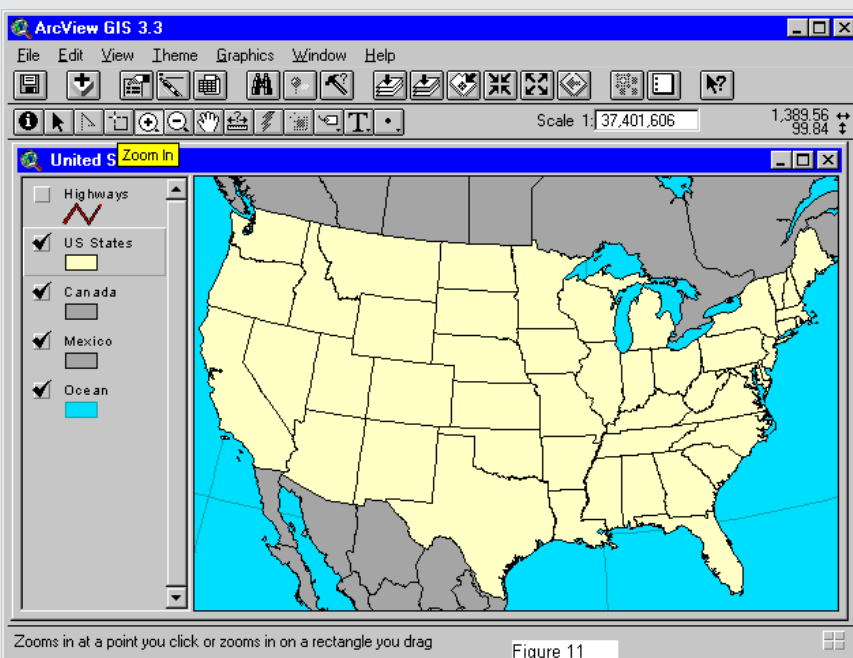 ArcView GIS 3.3
File Edit View Theme Graphics Window Help
Scale 1: 37,401,606
1,389.56
99.84
Zoom In
United S
Highways
US States
Canada
Mexico
Ocean
Zooms in at a point you click or zooms in on a rectangle you drag
Figure 11